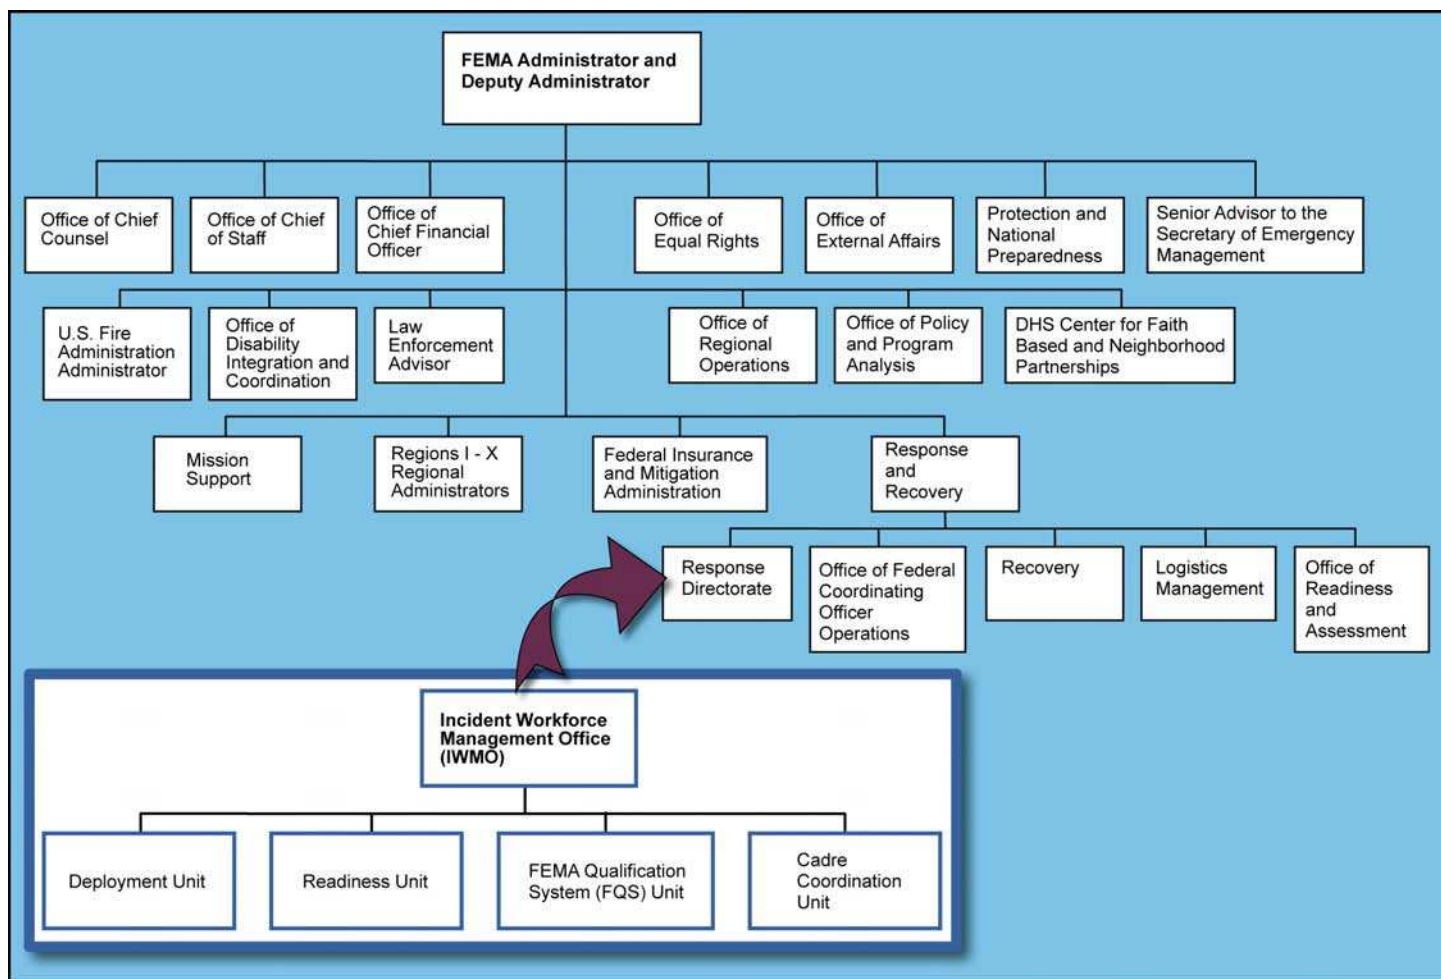 FEMA Administrator and
Deputy Administrator
Office of Chief
Counsel
Office of Chief
of Staff
Office of
Chief Financial
Officer
Office of
Equal Rights
Office of
External Affairs
Protection and
National
Preparedness
Senior Advisor to the
Secretary of Emergency
Management
U.S. Fire
Administration
Administrator
Office of
Disability
Integration and
Coordination
Law
Enforcement
Advisor
Office of
Regional
Operations
Office of Policy
and Program
Analysis
DHS Center for Faith
Based and Neighborhood
Partnerships
Mission
Support
Regions I - X
Regional
Administrators
Federal Insurance
and Mitigation
Administration
Response
and
Recovery
Response
Directorate
Office of Federal
Coordinating
Officer
Operations
Recovery
Logistics
Management
Office of
Readiness
and
Assessment
Incident Workforce
Management Office
(IWMO)
Deployment Unit
Readiness Unit
FEMA Qualification
System (FQS) Unit
Cadre
Coordination
Unit